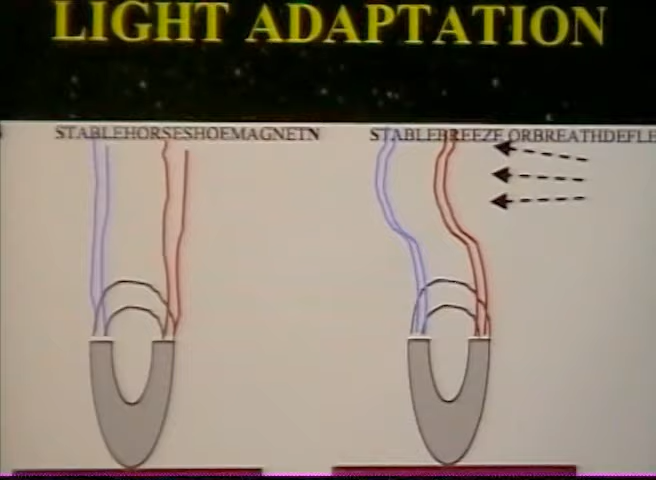 LIGHT ADAPTATION
STABLEHORSESHOEMAGNETN
STABLEBREEZE ORBREATHDEFLE